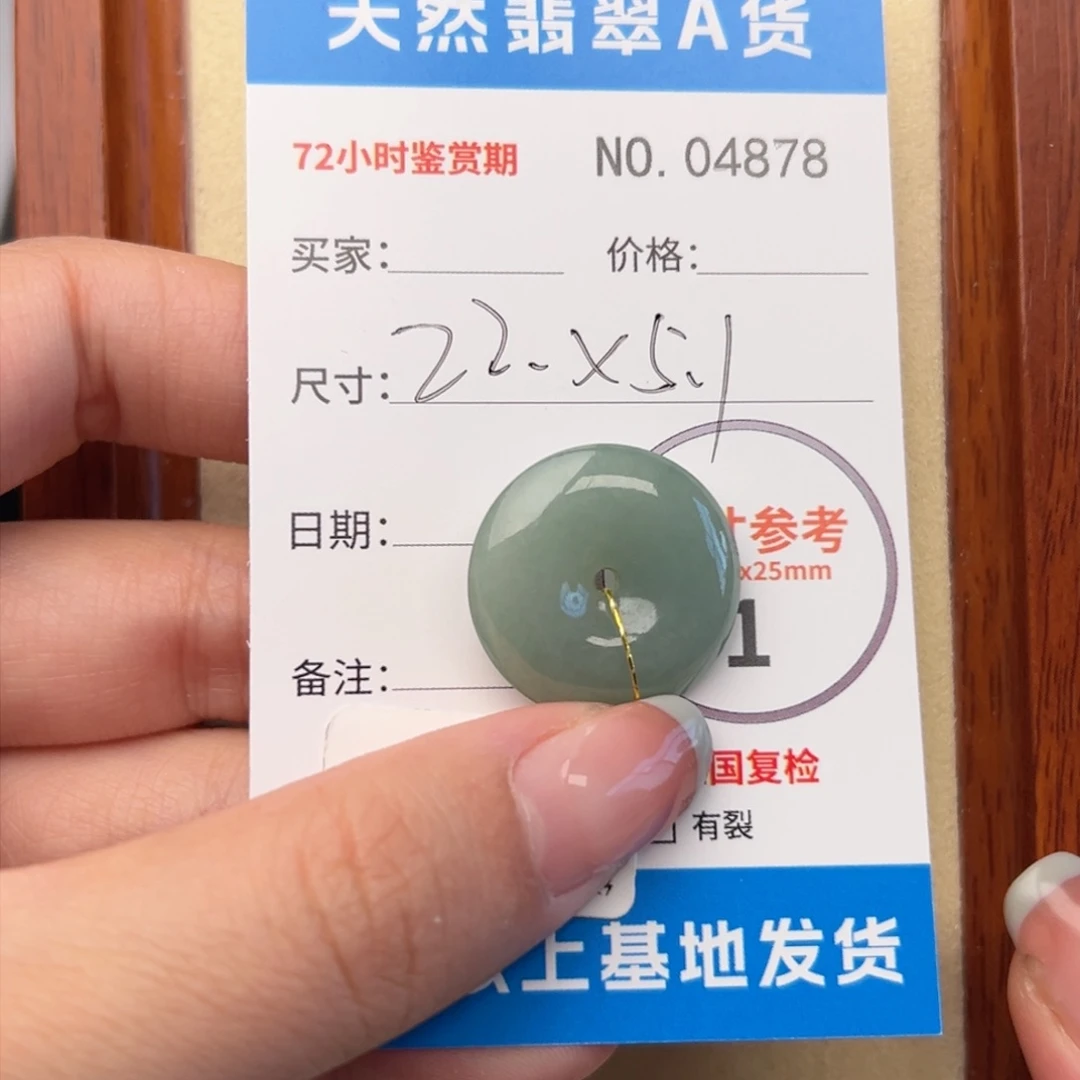 天然翡翠A货
72小时鉴赏期 NO. 04878
买家： 价格：
尺寸：22.×5.1
日期： 参考
x25mm
1
备注：
国复检
有裂
上基地发货